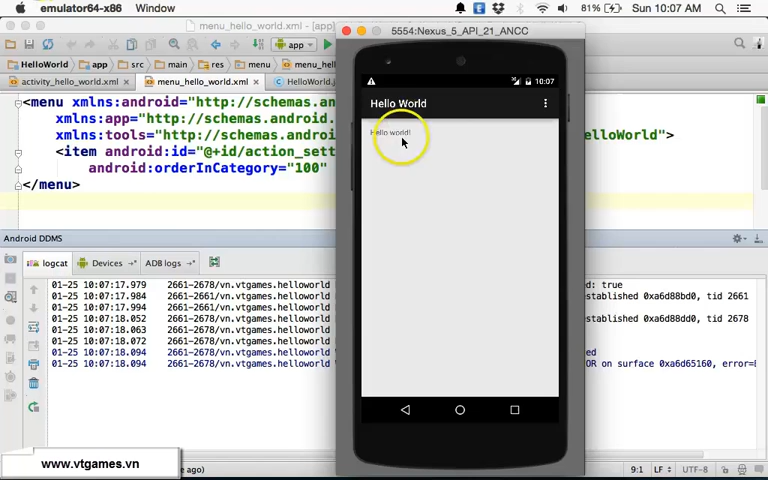 emulator64-x86 Window 81% Sun 10:07 AM
menu_hello_world.xml - [app]
5554:Nexus_5_API_21_ANCC
app
HelloWorld app src main res menu
activity_hello_world.xml menu_hello_world.xml HelloWorld.j
<menu xmlns:android="http://schemas.an
xmlns:app="http://schemas.android.
xmlns:tools="http://schemas.androi
elloWorld">
<item android:id="@+id/action_sett
android:orderInCategory="100"
</menu>
10:07
Hello World
Hello world!
Android DDMS
logcat Devices ADB logs
01-25 10:07:17.979 2661-2678/vn.vtgames.helloworld ed: true
01-25 10:07:17.984 2661-2661/vn.vtgames.helloworld established 0xa6d88bd0, tid 2661
01-25 10:07:17.994 2661-2678/vn.vtgames.helloworld
01-25 10:07:18.052 2661-2678/vn.vtgames.helloworld established 0xa6d88dd0, tid 2678
01-25 10:07:18.063 2661-2678/vn.vtgames.helloworld
01-25 10:07:18.072 2661-2678/vn.vtgames.helloworld
01-25 10:07:18.094 2661-2678/vn.vtgames.helloworld ed
01-25 10:07:18.094 2661-2678/vn.vtgames.helloworld OR on surface 0xa6d65160, error=E
www.vtgames.vn
s ago) 9:1 LF UTF-8